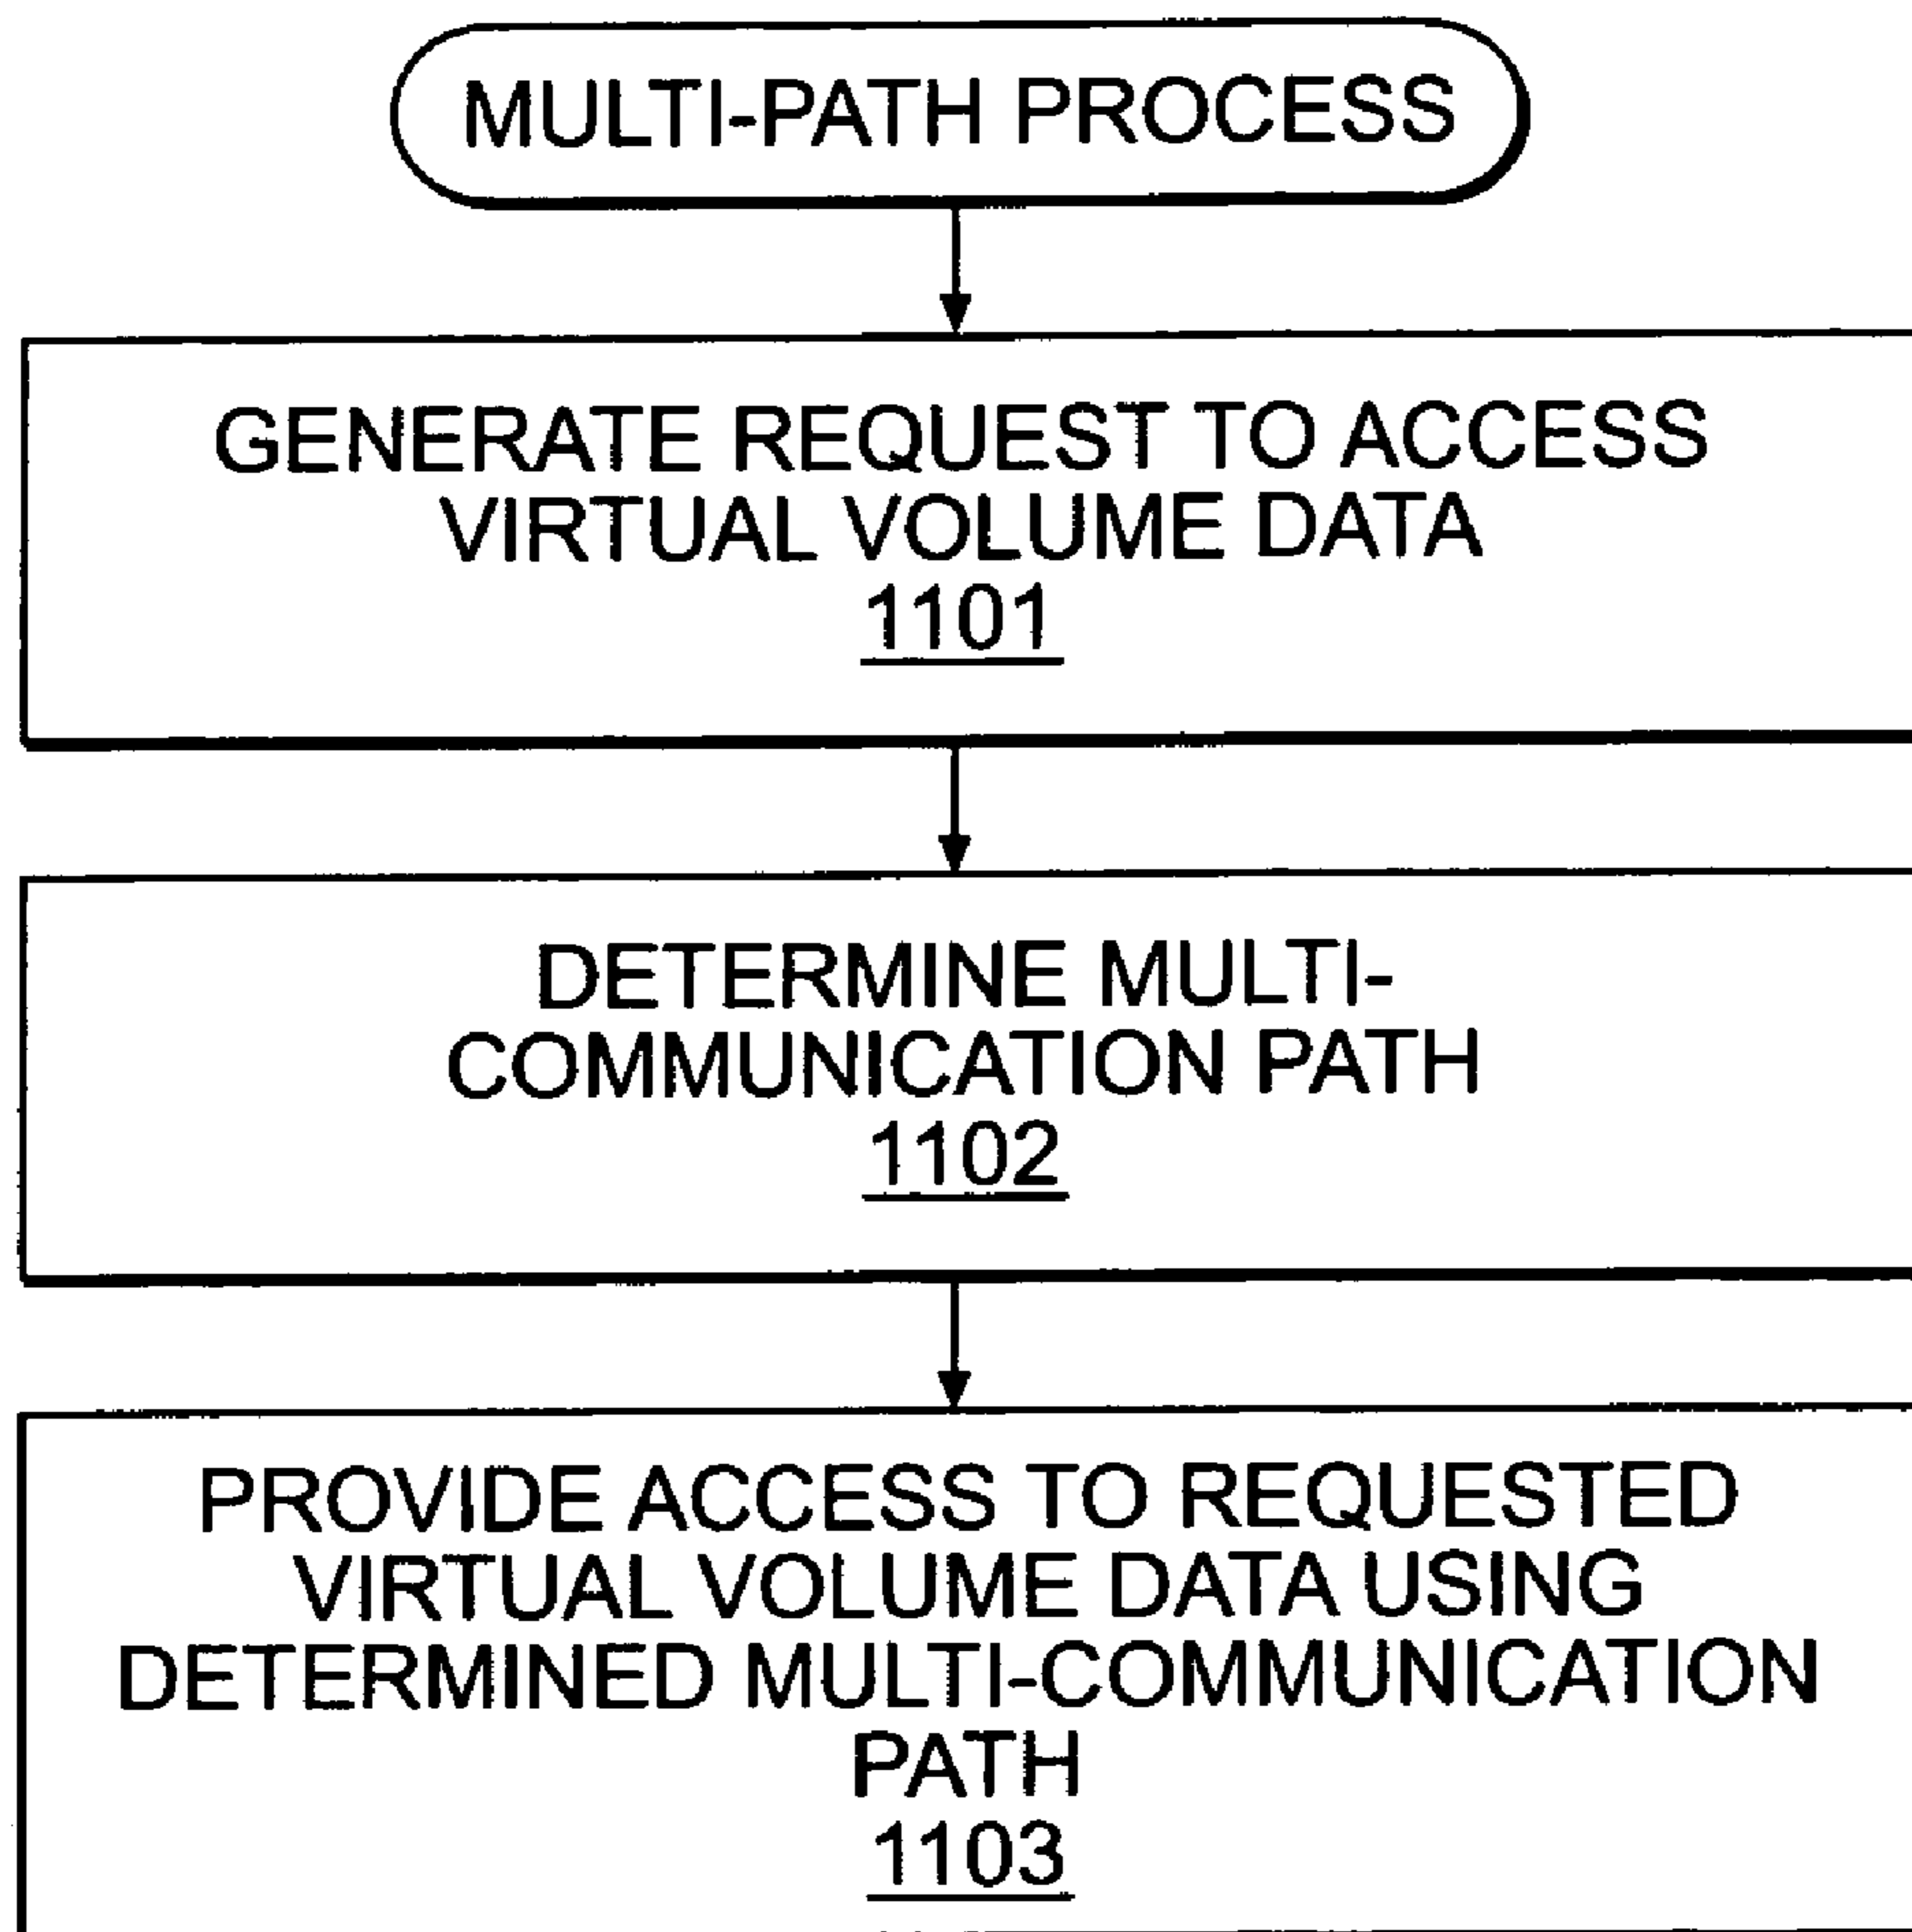 MULTI-PATH PROCESS
GENERATE REQUEST TO ACCESS
VIRTUAL VOLUME DATA
1101
DETERMINE MULTI-
COMMUNICATION PATH
1102
PROVIDE ACCESS TO REQUESTED
VIRTUAL VOLUME DATA USING
DETERMINED MULTI-COMMUNICATION
PATH
1103